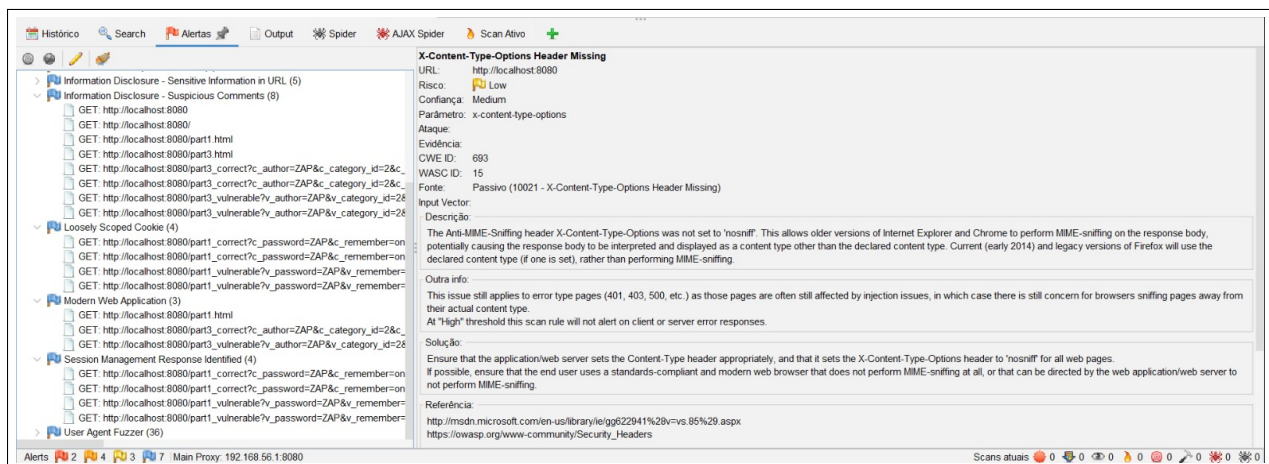 Histórico Search Alertas Output Spider AJAX Spider Scan Ativo
Information Disclosure - Sensitive Information in URL (5)
Information Disclosure - Suspicious Comments (8)
GET: http://localhost:8080
GET: http://localhost:8080/
GET: http://localhost:8080/part1.html
GET: http://localhost:8080/part3.html
GET: http://localhost:8080/part3_correct?c_author=ZAP&c_category_id=2&c_
GET: http://localhost:8080/part3_correct?c_author=ZAP&c_category_id=2&c_
GET: http://localhost:8080/part3_vulnerable?v_author=ZAP&v_category_id=2&
GET: http://localhost:8080/part3_vulnerable?v_author=ZAP&v_category_id=2&
Loosely Scoped Cookie (4)
GET: http://localhost:8080/part1_correct?c_password=ZAP&c_remember=on
GET: http://localhost:8080/part1_correct?c_password=ZAP&c_remember=on
GET: http://localhost:8080/part1_vulnerable?v_password=ZAP&v_remember=
GET: http://localhost:8080/part1_vulnerable?v_password=ZAP&v_remember=
Modern Web Application (3)
GET: http://localhost:8080/part1.html
GET: http://localhost:8080/part3_correct?c_author=ZAP&c_category_id=2&c_
GET: http://localhost:8080/part3_vulnerable?v_author=ZAP&v_category_id=2&
Session Management Response Identified (4)
GET: http://localhost:8080/part1_correct?c_password=ZAP&c_remember=on
GET: http://localhost:8080/part1_correct?c_password=ZAP&c_remember=on
GET: http://localhost:8080/part1_vulnerable?v_password=ZAP&v_remember=
GET: http://localhost:8080/part1_vulnerable?v_password=ZAP&v_remember=
User Agent Fuzzer (36)
X-Content-Type-Options Header Missing
URL: http://localhost:8080
Risco: Low
Confiança: Medium
Parâmetro: x-content-type-options
Ataque:
Evidência:
CWE ID: 693
WASC ID: 15
Fonte: Passivo (10021 - X-Content-Type-Options Header Missing)
Input Vector:
Descrição:
The Anti-MIME-Sniffing header X-Content-Type-Options was not set to 'nosniff'. This allows older versions of Internet Explorer and Chrome to perform MIME-sniffing on the response body,
potentially causing the response body to be interpreted and displayed as a content type other than the declared content type. Current (early 2014) and legacy versions of Firefox will use the
declared content type (if one is set), rather than performing MIME-sniffing.
Outra info:
This issue still applies to error type pages (401, 403, 500, etc.) as those pages are often still affected by injection issues, in which case there is still concern for browsers sniffing pages away from
their actual content type.
At "High" threshold this scan rule will not alert on client or server error responses.
Solução:
Ensure that the application/web server sets the Content-Type header appropriately, and that it sets the X-Content-Type-Options header to 'nosniff' for all web pages.
If possible, ensure that the end user uses a standards-compliant and modern web browser that does not perform MIME-sniffing at all, or that can be directed by the web application/web server to
not perform MIME-sniffing.
Referência:
http://msdn.microsoft.com/en-us/library/ie/gg622941%28v=vs.85%29.aspx
https://owasp.org/www-community/Security_Headers
Alerts 2 4 3 7 Main Proxy: 192.168.56.1:8080 Scans atuais 0 0 0 0 0 0 0 0